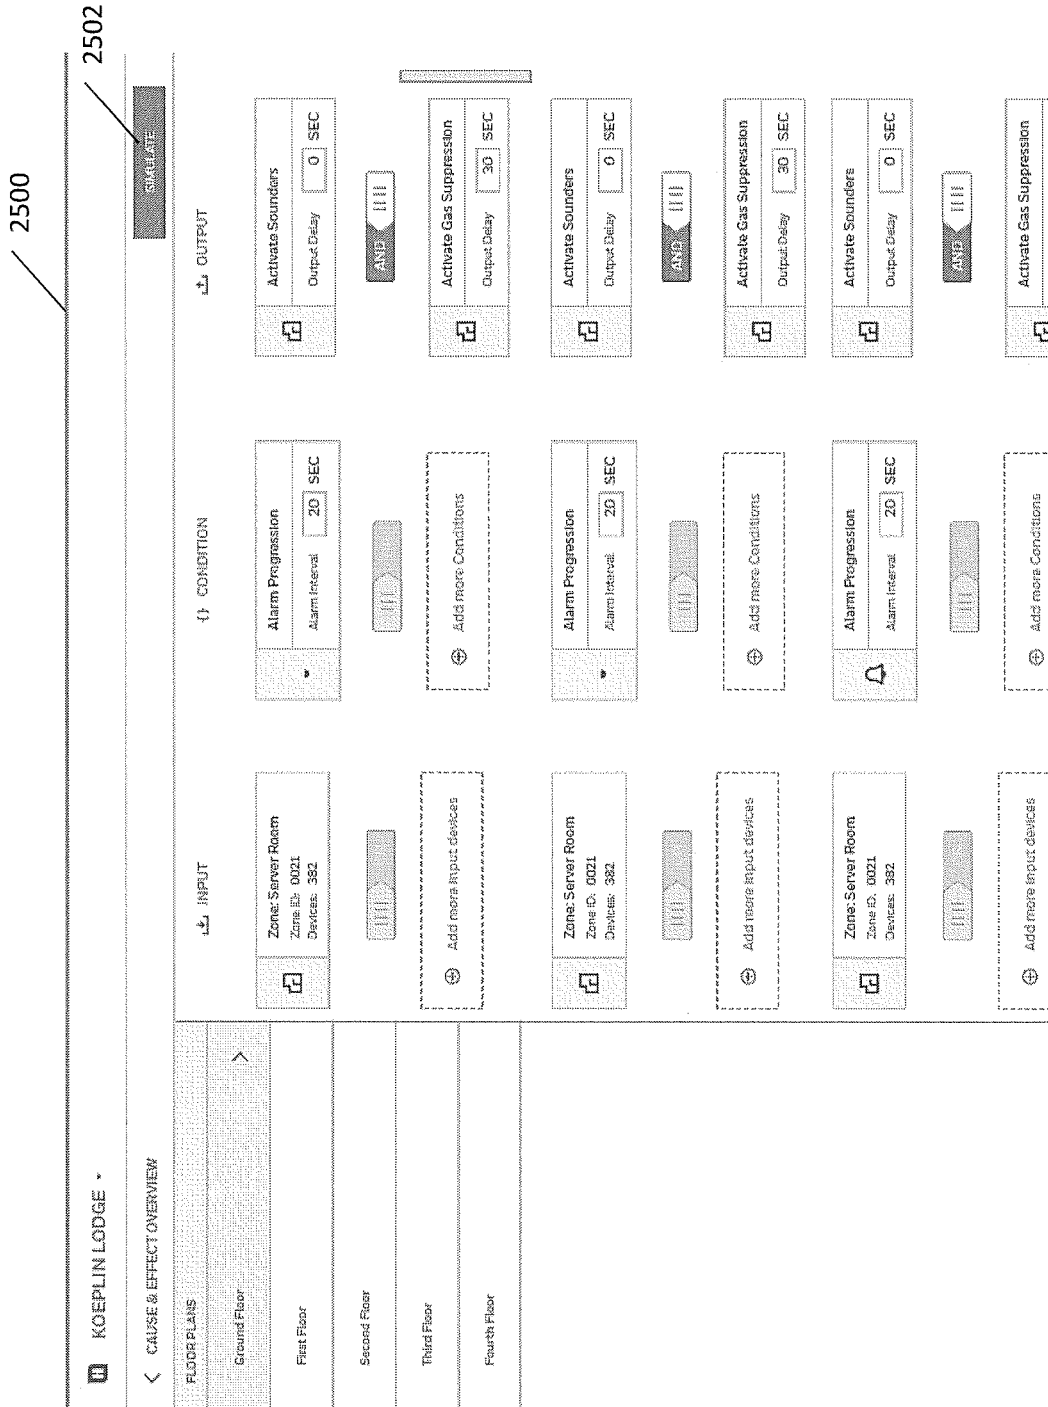 2500
2502
KOEPLIN LODGE
CAUSE & EFFECT OVERVIEW
SIMULATE
FLOOR PLANS
INPUT
{} CONDITION
OUTPUT
Ground Floor
First Floor
Second Floor
Third Floor
Fourth Floor
Zone: Server Room
Zone ID: 0021
Devices: 382
Alarm Progression
Alarm Interval 20 SEC
Activate Sounders
Output Delay 0 SEC
AND
Add more input devices
Add more Conditions
Activate Gas Suppression
Output Delay 30 SEC
Zone: Server Room
Zone ID: 0021
Devices: 382
Alarm Progression
Alarm Interval 20 SEC
Activate Sounders
Output Delay 0 SEC
AND
Add more input devices
Add more Conditions
Activate Gas Suppression
Output Delay 30 SEC
Zone: Server Room
Zone ID: 0021
Devices: 382
Alarm Progression
Alarm Interval 20 SEC
Activate Sounders
Output Delay 0 SEC
AND
Add more input devices
Add more Conditions
Activate Gas Suppression